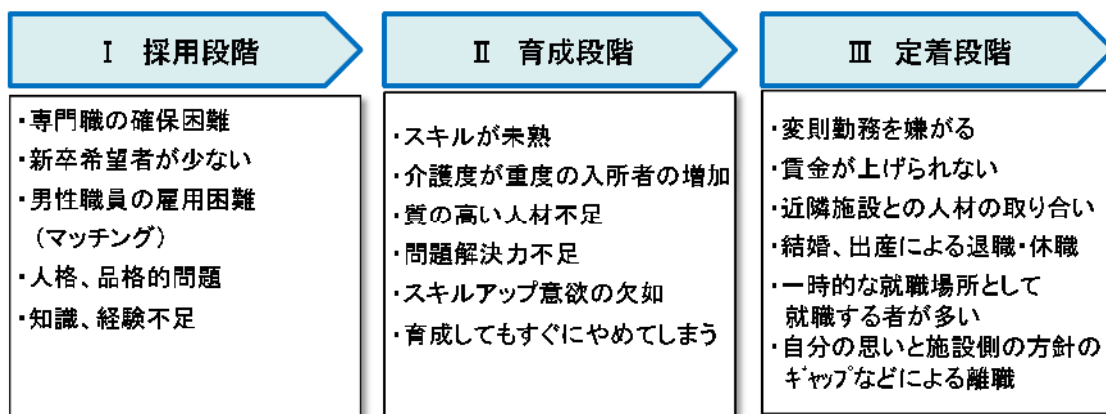 Ⅰ 採用段階
・専門職の確保困難
・新卒希望者が少ない
・男性職員の雇用困難
(マッチング)
・人格、品格的問題
・知識、経験不足
Ⅱ 育成段階
・スキルが未熟
・介護度が重度の入所者の増加
・質の高い人材不足
・問題解決力不足
・スキルアップ意欲の欠如
・育成してもすぐにやめてしまう
Ⅲ 定着段階
・変則勤務を嫌がる
・賃金が上げられない
・近隣施設との人材の取り合い
・結婚、出産による退職・休職
・一時的な就職場所として
就職する者が多い
・自分の思いと施設側の方針の
ギャップなどによる離職